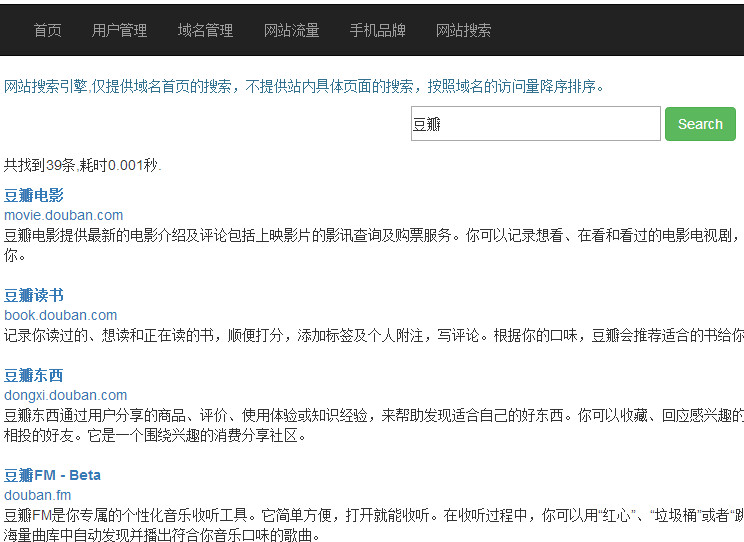 首页 用户管理 域名管理 网站流量 手机品牌 网站搜索
网站搜索引擎,仅提供域名首页的搜索，不提供站内具体页面的搜索，按照域名的访问量降序排序。
豆瓣 Search
共找到39条,耗时0.001秒.
豆瓣电影
movie.douban.com
豆瓣电影提供最新的电影介绍及评论包括上映影片的影讯查询及购票服务。你可以记录想看、在看和看过的电影电视剧，
你。
豆瓣读书
book.douban.com
记录你读过的、想读和正在读的书，顺便打分，添加标签及个人附注，写评论。根据你的口味，豆瓣会推荐适合的书给你
豆瓣东西
dongxi.douban.com
豆瓣东西通过用户分享的商品、评价、使用体验或知识经验，来帮助发现适合自己的好东西。你可以收藏、回应感兴趣的
相投的好友。它是一个围绕兴趣的消费分享社区。
豆瓣FM - Beta
douban.fm
豆瓣FM是你专属的个性化音乐收听工具。它简单方便，打开就能收听。在收听过程中，你可以用“红心”、“垃圾桶”或者“
海量曲库中自动发现并播出符合你音乐口味的歌曲。